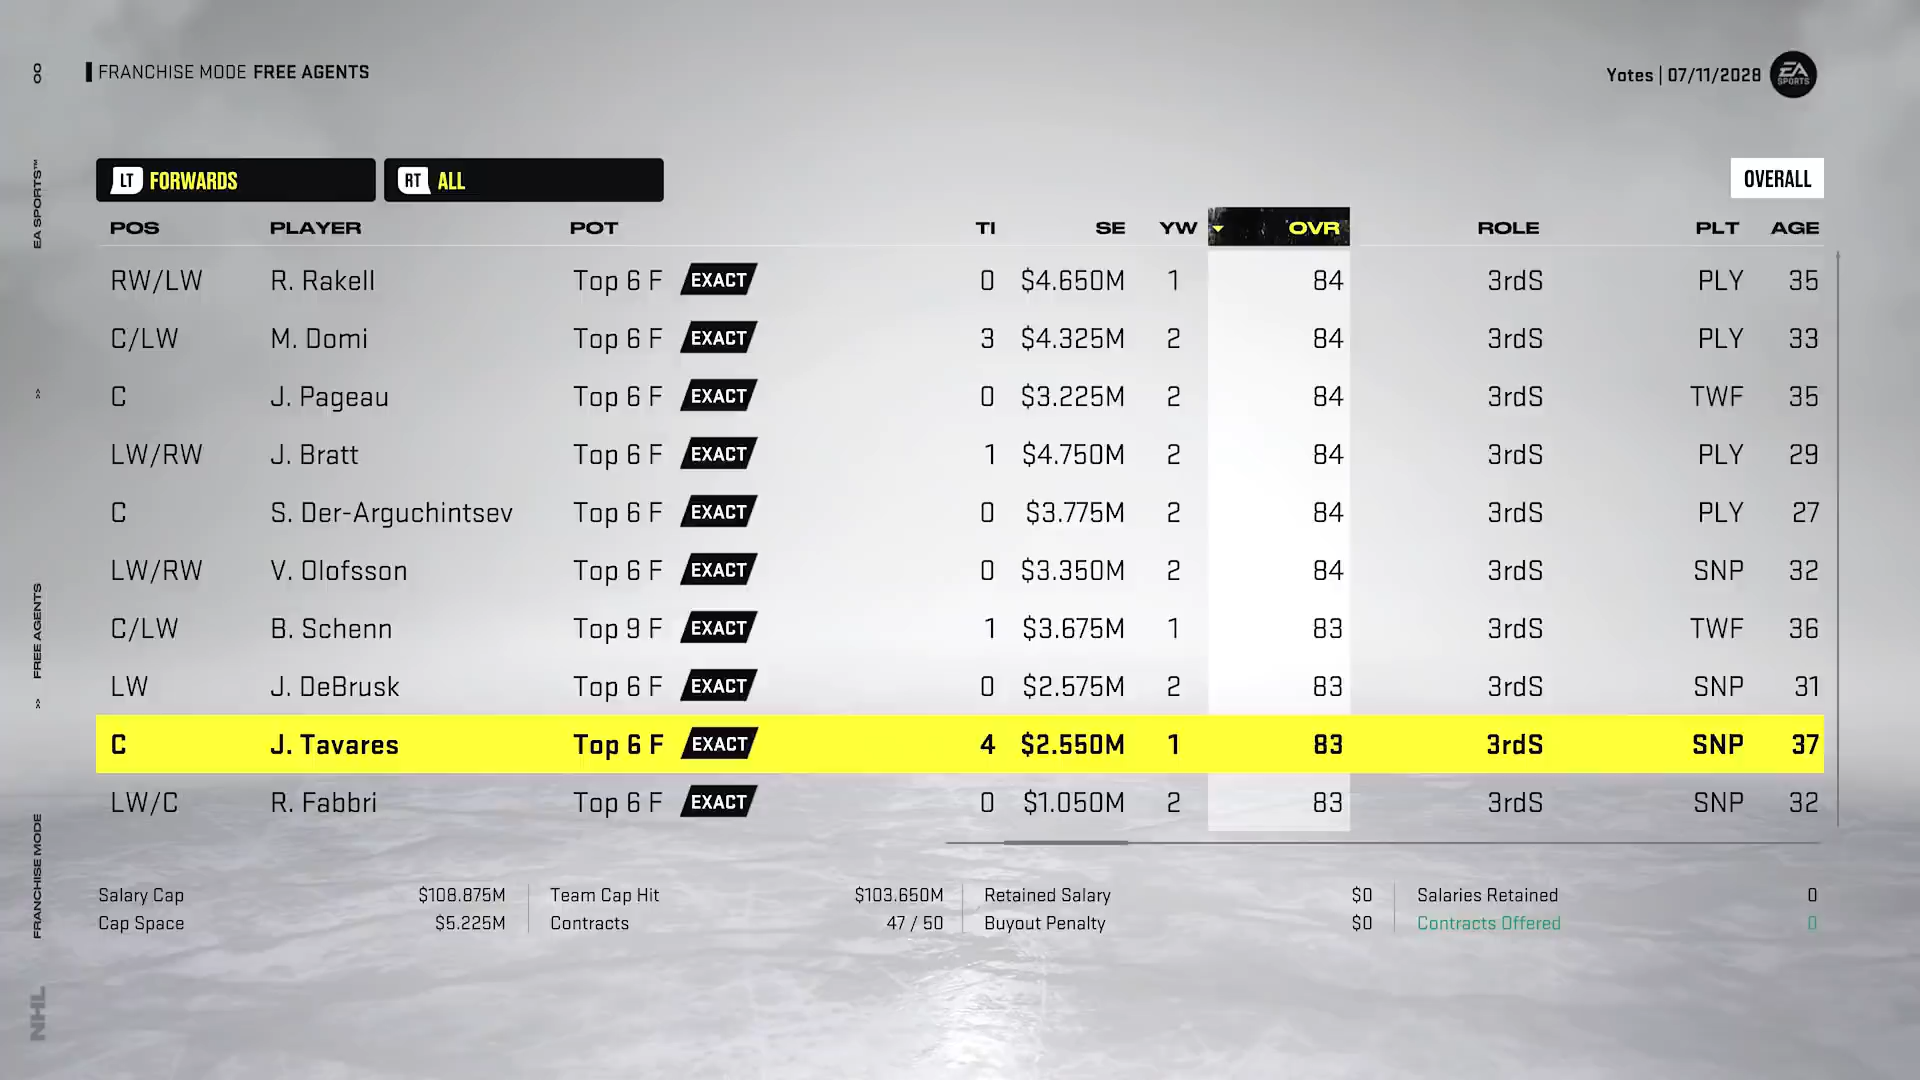 FRANCHISE MODE FREE AGENTS
Yotes | 07/11/2028
EA SPORTS
LT FORWARDS
RT ALL
OVERALL
POS PLAYER POT TI SE YW OVR ROLE PLT AGE
RW/LW R. Rakell Top 6 F EXACT 0 $4.650M 1 84 3rdS PLY 35
C/LW M. Domi Top 6 F EXACT 3 $4.325M 2 84 3rdS PLY 33
C J. Pageau Top 6 F EXACT 0 $3.225M 2 84 3rdS TWF 35
LW/RW J. Bratt Top 6 F EXACT 1 $4.750M 2 84 3rdS PLY 29
C S. Der-Arguchintsev Top 6 F EXACT 0 $3.775M 2 84 3rdS PLY 27
LW/RW V. Olofsson Top 6 F EXACT 0 $3.350M 2 84 3rdS SNP 32
C/LW B. Schenn Top 9 F EXACT 1 $3.675M 1 83 3rdS TWF 36
LW J. DeBrusk Top 6 F EXACT 0 $2.575M 2 83 3rdS SNP 31
C J. Tavares Top 6 F EXACT 4 $2.550M 1 83 3rdS SNP 37
LW/C R. Fabbri Top 6 F EXACT 0 $1.050M 2 83 3rdS SNP 32
Salary Cap $108.875M Team Cap Hit $103.650M Retained Salary $0 Salaries Retained 0
Cap Space $5.225M Contracts 47 / 50 Buyout Penalty $0 Contracts Offered 0
NHL FRANCHISE MODE >> FREE AGENTS >> EA SPORTS™